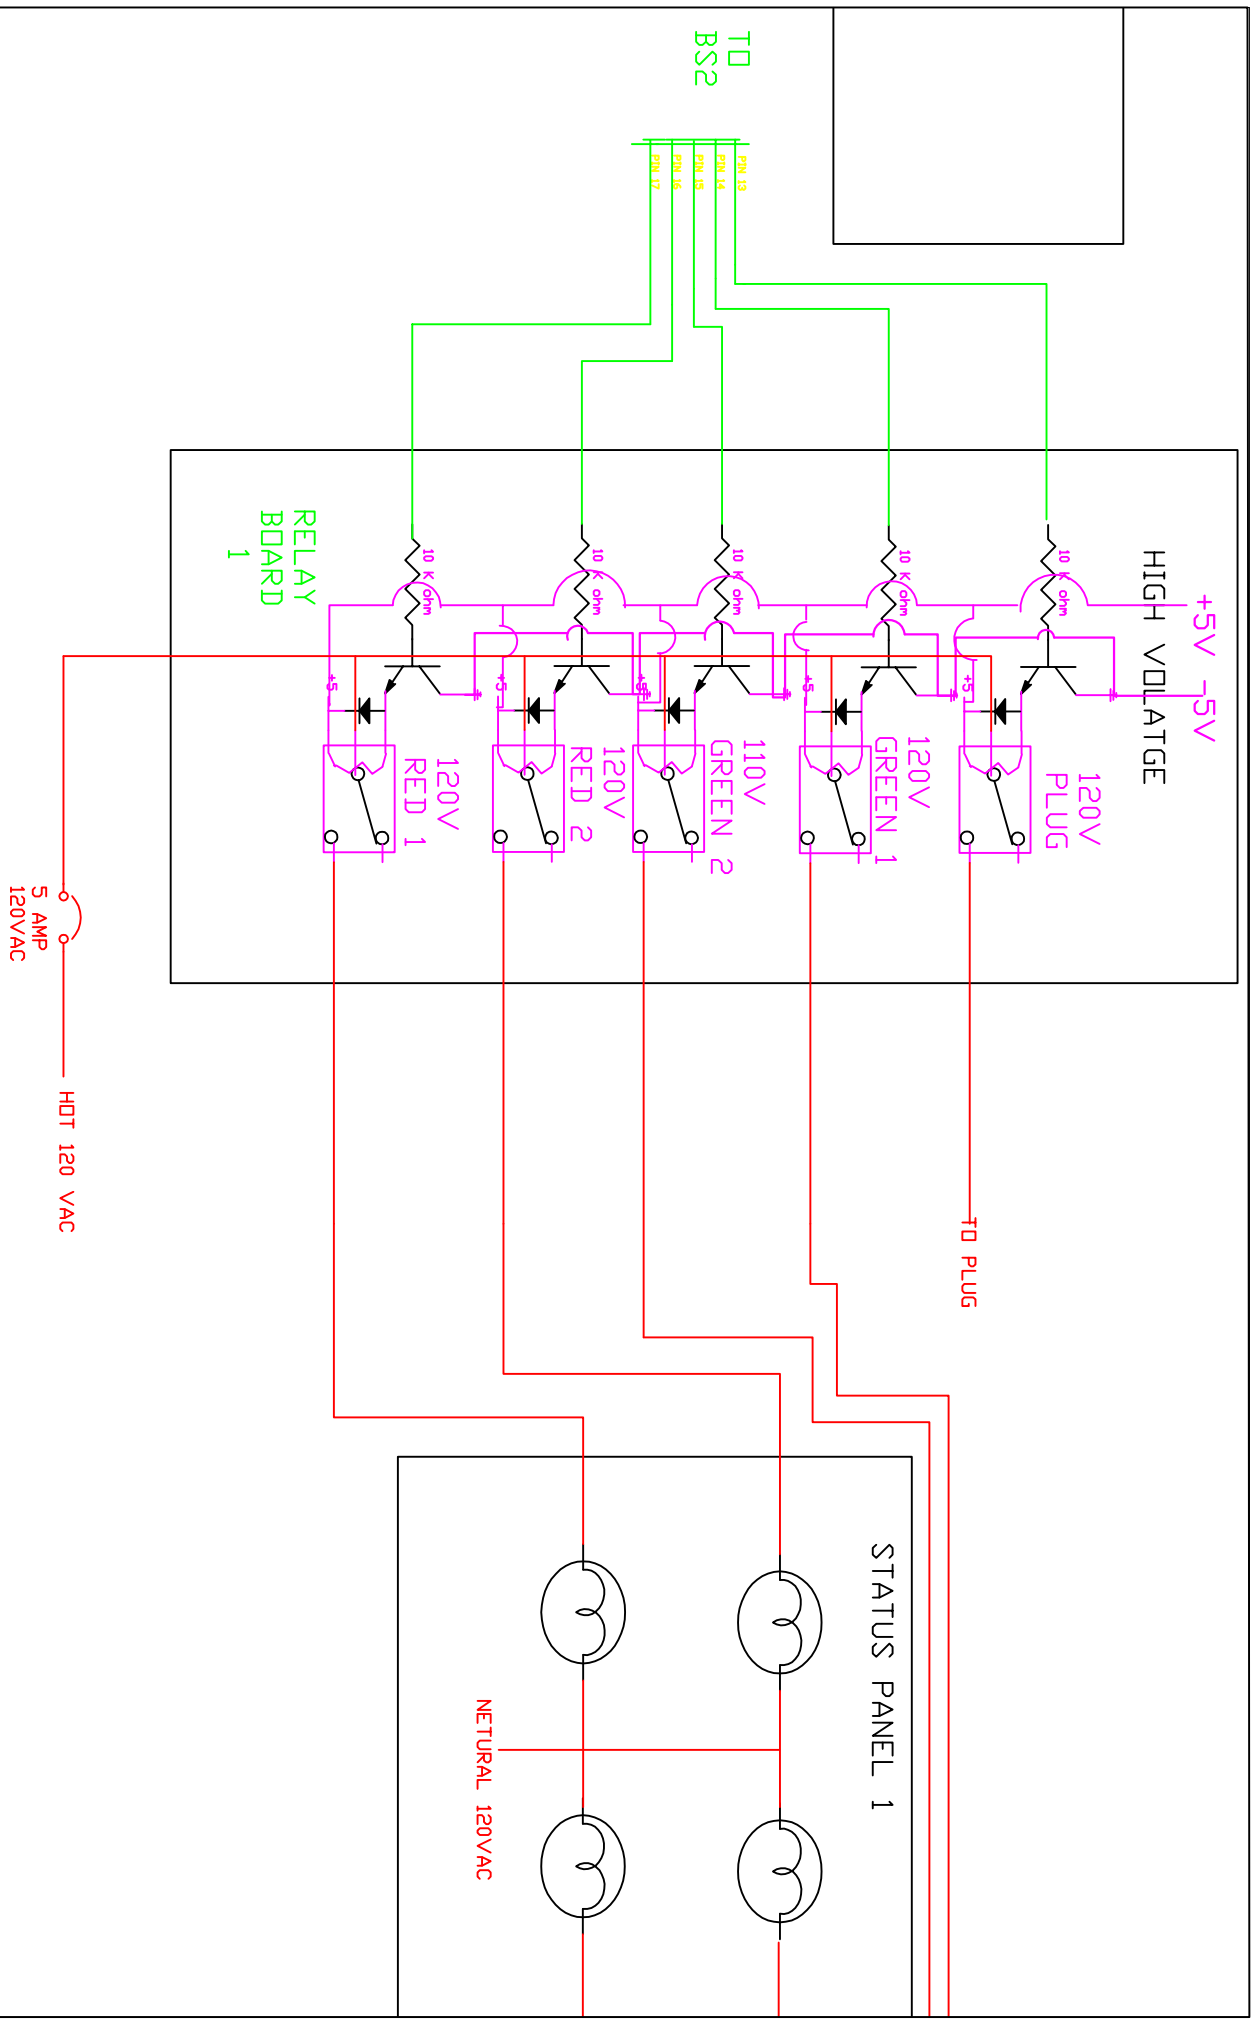 TO
BS2
PIN 13
PIN 14
PIN 15
PIN 16
PIN 17
+5V
-5V
HIGH VOLATGE
RELAY
BOARD
1
10 K ohm
10 K ohm
10 K ohm
10 K ohm
10 K ohm
+5
+5
+5
+5
+5
120V
PLUG
120V
GREEN 1
110V
GREEN 2
120V
RED 2
120V
RED 1
5 AMP
120VAC
HOT 120 VAC
TO PLUG
STATUS PANEL 1
NETURAL 120VAC